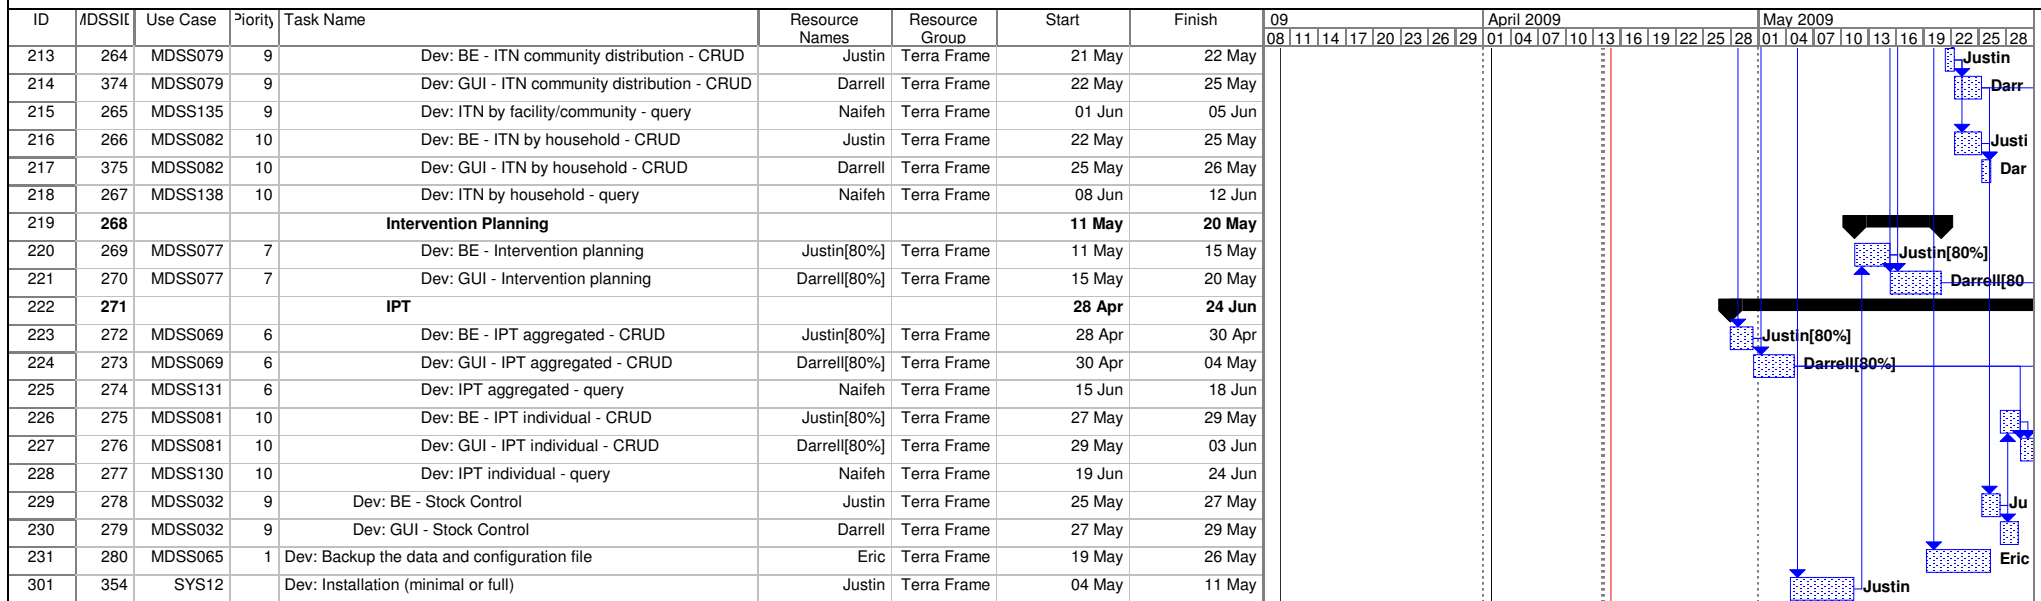 ID MDSSID Use Case Piority Task Name Resource Names Resource Group Start Finish 09 April 2009 May 2009
08 11 14 17 20 23 26 29 01 04 07 10 13 16 19 22 25 28 01 04 07 10 13 16 19 22 25 28
213 264 MDSS079 9 Dev: BE - ITN community distribution - CRUD Justin Terra Frame 21 May 22 May Justin
214 374 MDSS079 9 Dev: GUI - ITN community distribution - CRUD Darrell Terra Frame 22 May 25 May Darr
215 265 MDSS135 9 Dev: ITN by facility/community - query Naifeh Terra Frame 01 Jun 05 Jun
216 266 MDSS082 10 Dev: BE - ITN by household - CRUD Justin Terra Frame 22 May 25 May Justi
217 375 MDSS082 10 Dev: GUI - ITN by household - CRUD Darrell Terra Frame 25 May 26 May Dar
218 267 MDSS138 10 Dev: ITN by household - query Naifeh Terra Frame 08 Jun 12 Jun
219 268 Intervention Planning 11 May 20 May
220 269 MDSS077 7 Dev: BE - Intervention planning Justin[80%] Terra Frame 11 May 15 May Justin[80%]
221 270 MDSS077 7 Dev: GUI - Intervention planning Darrell[80%] Terra Frame 15 May 20 May Darrell[80
222 271 IPT 28 Apr 24 Jun
223 272 MDSS069 6 Dev: BE - IPT aggregated - CRUD Justin[80%] Terra Frame 28 Apr 30 Apr Justin[80%]
224 273 MDSS069 6 Dev: GUI - IPT aggregated - CRUD Darrell[80%] Terra Frame 30 Apr 04 May Darrell[80%]
225 274 MDSS131 6 Dev: IPT aggregated - query Naifeh Terra Frame 15 Jun 18 Jun
226 275 MDSS081 10 Dev: BE - IPT individual - CRUD Justin[80%] Terra Frame 27 May 29 May
227 276 MDSS081 10 Dev: GUI - IPT individual - CRUD Darrell[80%] Terra Frame 29 May 03 Jun
228 277 MDSS130 10 Dev: IPT individual - query Naifeh Terra Frame 19 Jun 24 Jun
229 278 MDSS032 9 Dev: BE - Stock Control Justin Terra Frame 25 May 27 May Ju
230 279 MDSS032 9 Dev: GUI - Stock Control Darrell Terra Frame 27 May 29 May
231 280 MDSS065 1 Dev: Backup the data and configuration file Eric Terra Frame 19 May 26 May Eric
301 354 SYS12 Dev: Installation (minimal or full) Justin Terra Frame 04 May 11 May Justin